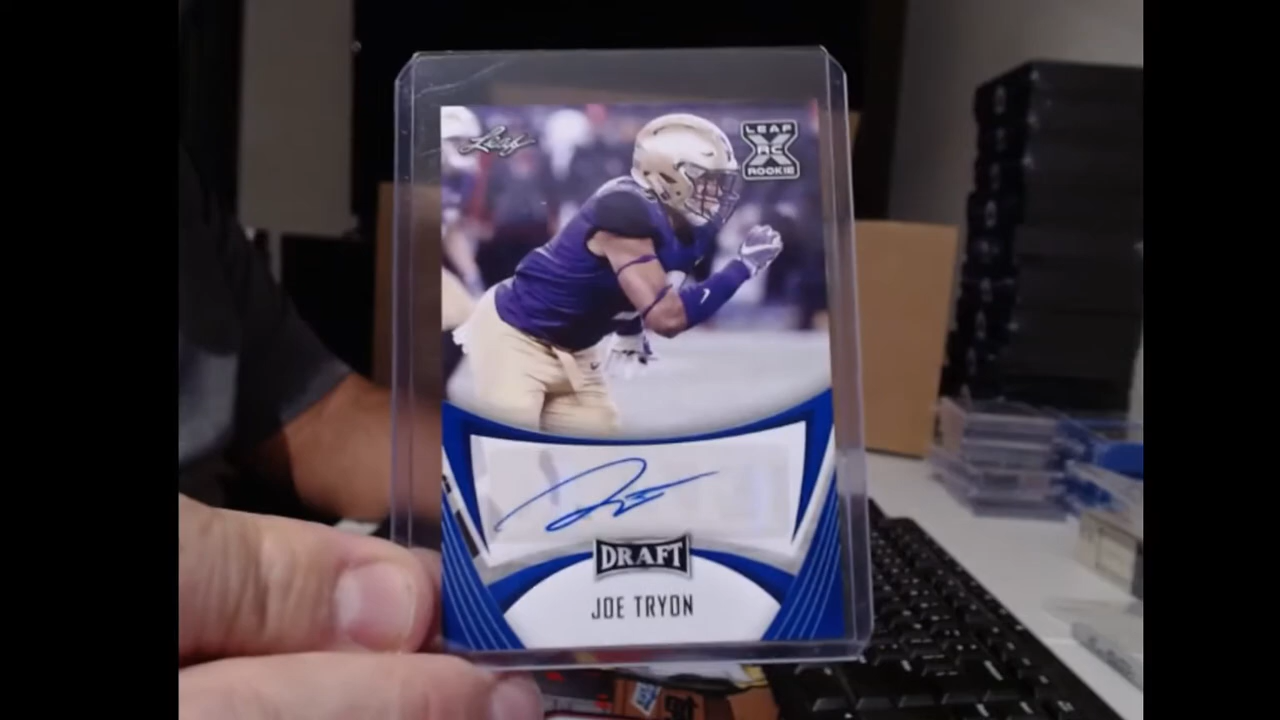 Leaf
LEAF
RC
ROOKIE
DRAFT
JOE TRYON